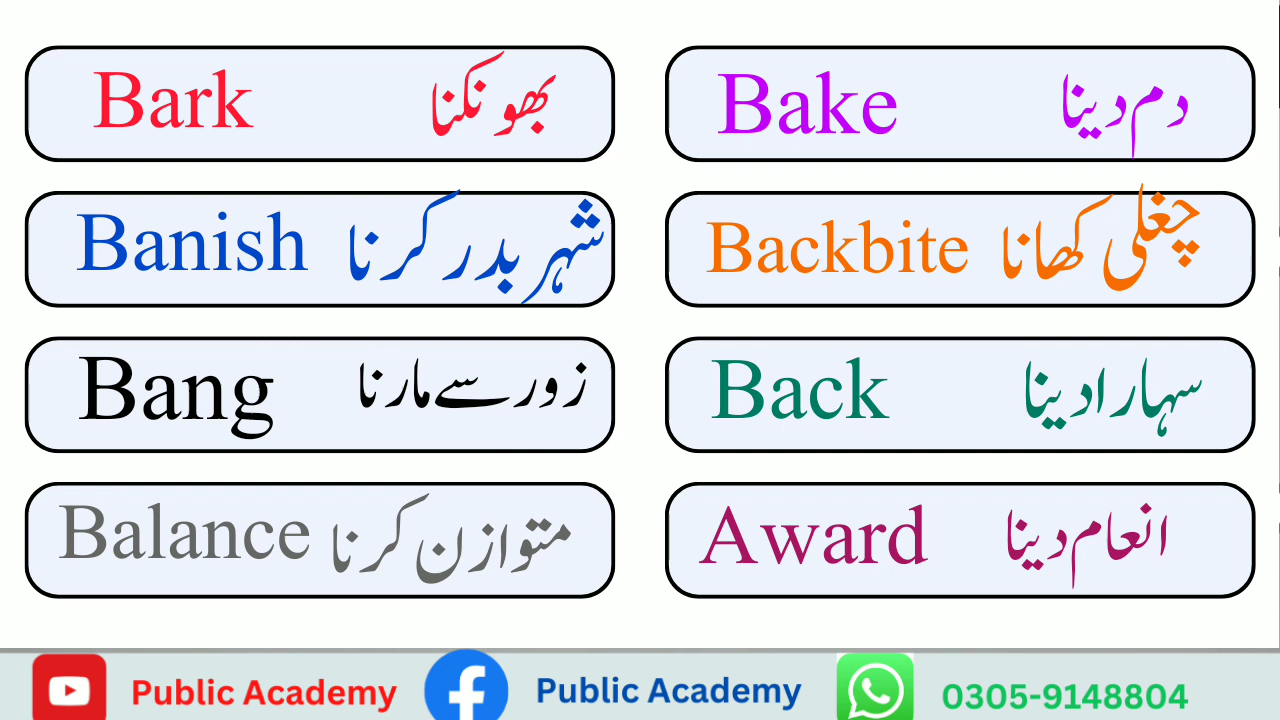 Bark بھونکنا
Bake دم دینا
Banish شہر بدر کرنا
Backbite چغلی کھانا
Bang زور سے مارنا
Back سہارا دینا
Balance متوازن کرنا
Award انعام دینا
Public Academy Public Academy 0305-9148804